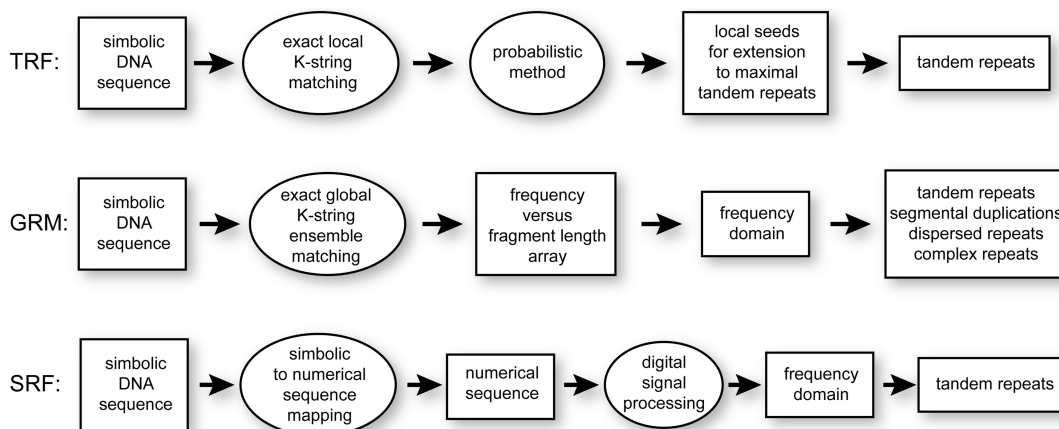 TRF:
simbolic
DNA
sequence
exact local
K-string
matching
probabilistic
method
local seeds
for extension
to maximal
tandem repeats
tandem repeats
GRM:
simbolic
DNA
sequence
exact global
K-string
ensemble
matching
frequency
versus
fragment length
array
frequency
domain
tandem repeats
segmental duplications
dispersed repeats
complex repeats
SRF:
simbolic
DNA
sequence
simbolic
to numerical
sequence
mapping
numerical
sequence
digital
signal
processing
frequency
domain
tandem repeats